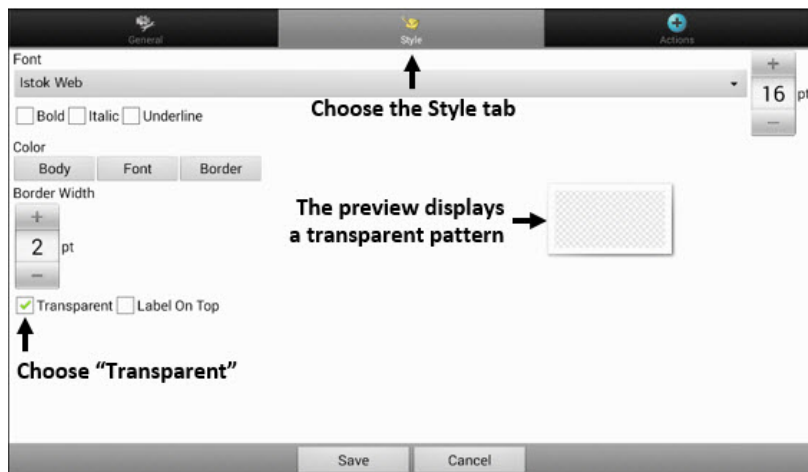 General
Style
Actions
Font
Istok Web
+
16 pt
−
Bold Italic Underline
Choose the Style tab
Color
Body Font Border
Border Width
+
2 pt
−
The preview displays
a transparent pattern
Transparent Label On Top
Choose “Transparent”
Save Cancel